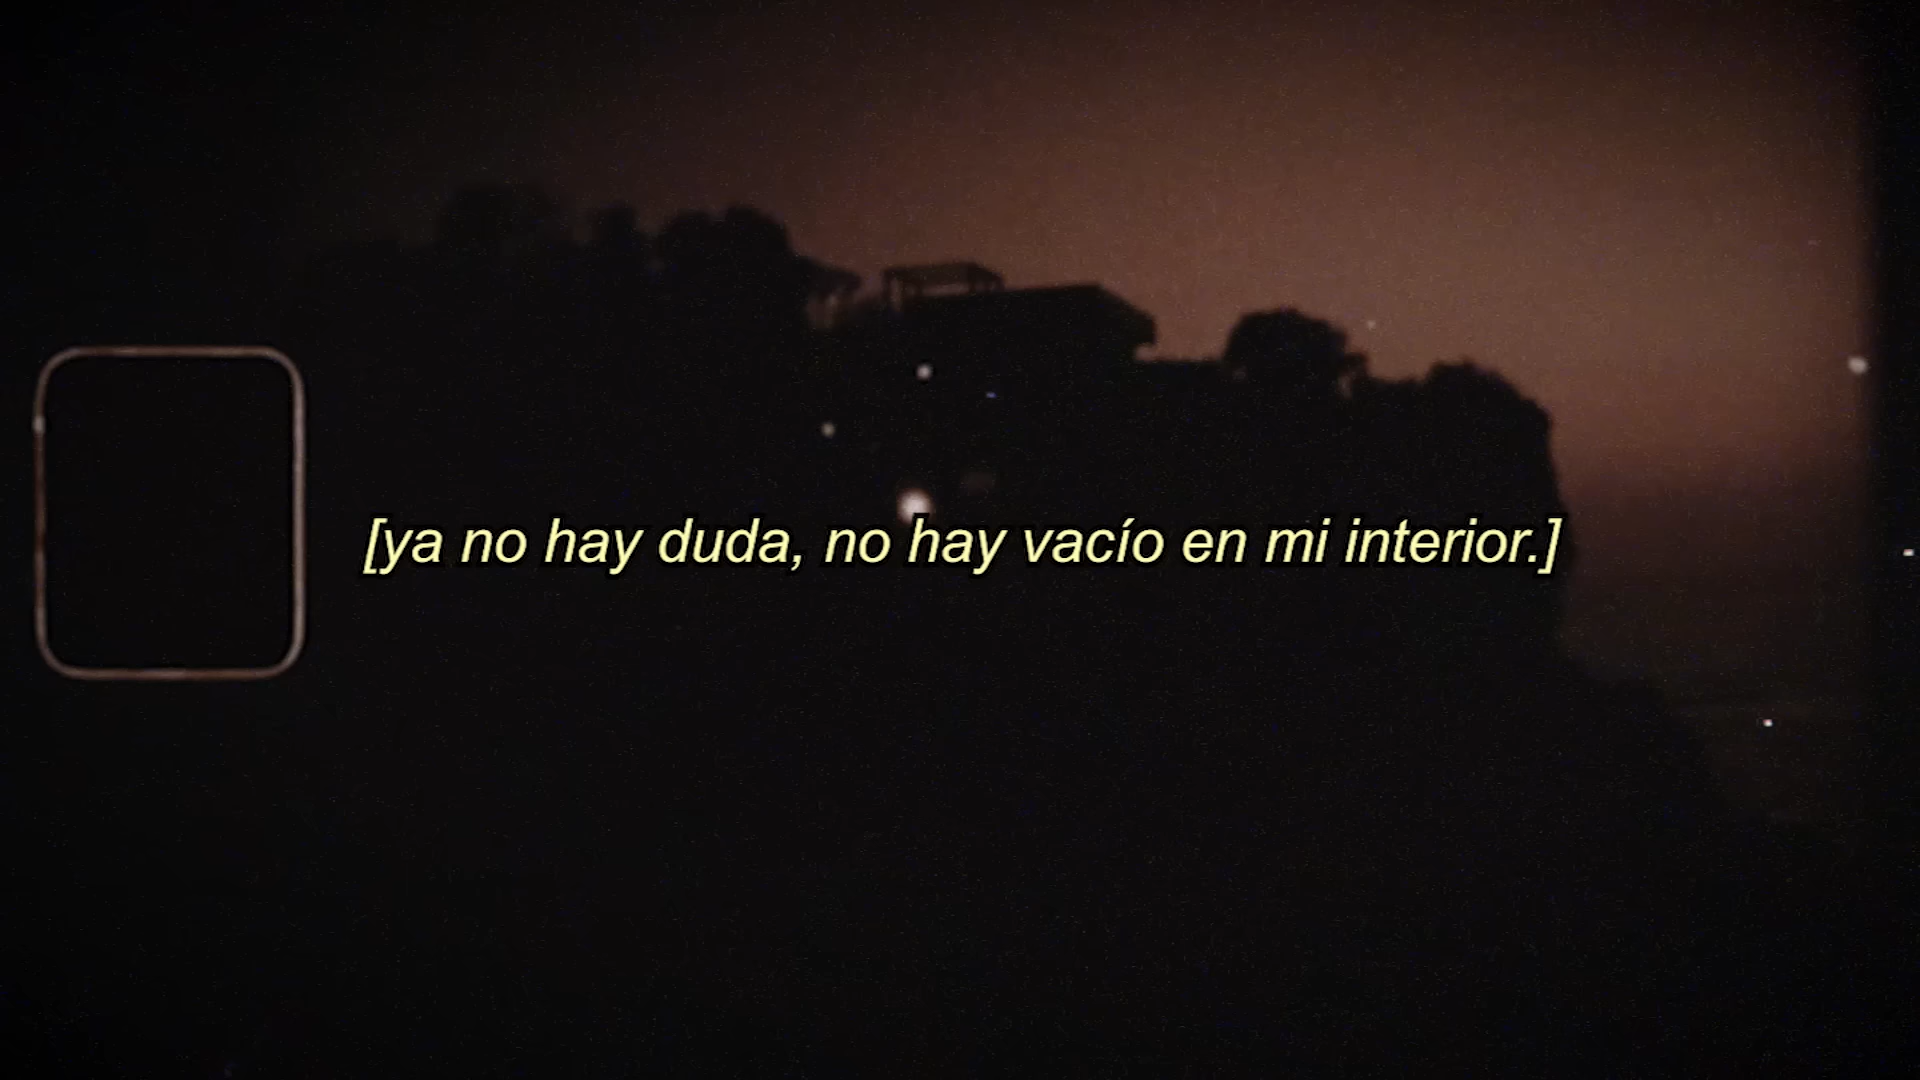 [ya no hay duda, no hay vacío en mi interior.]